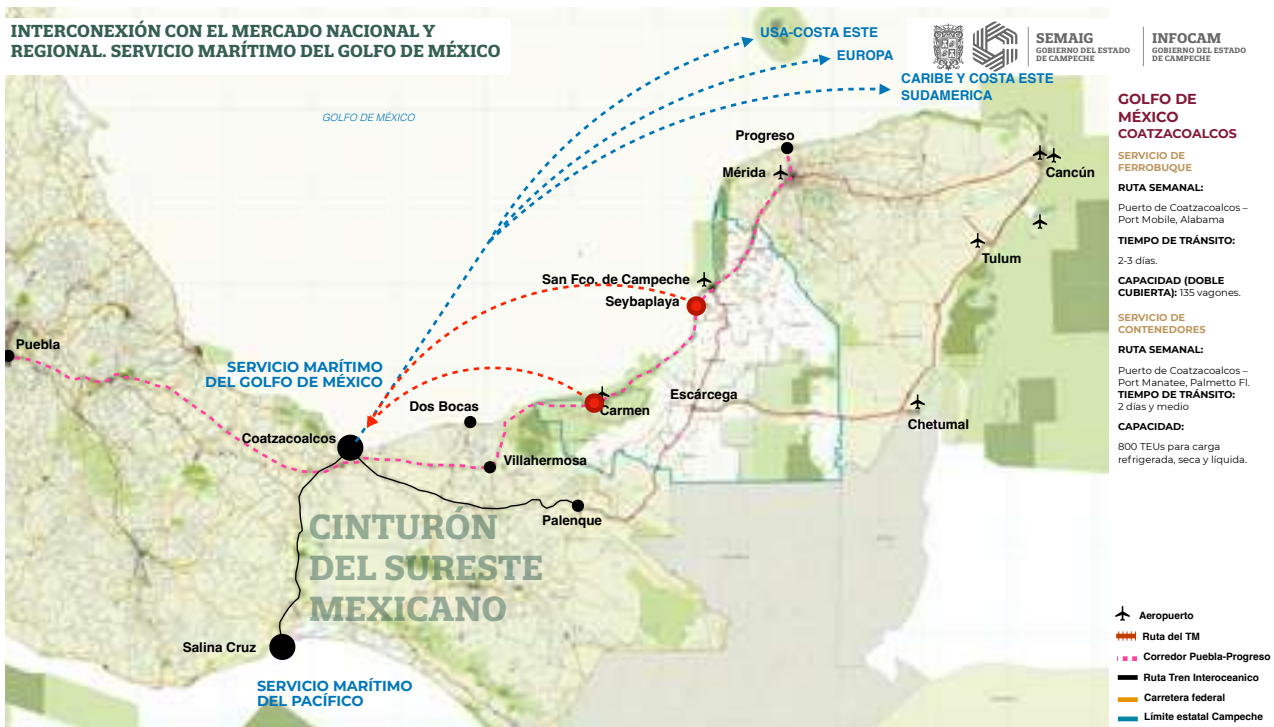 INTERCONEXIÓN CON EL MERCADO NACIONAL Y
REGIONAL. SERVICIO MARÍTIMO DEL GOLFO DE MÉXICO
USA-COSTA ESTE
EUROPA
CARIBE Y COSTA ESTE
SUDAMERICA
SEMAIG
GOBIERNO DEL ESTADO
DE CAMPECHE
INFOCAM
GOBIERNO DEL ESTADO
DE CAMPECHE
GOLFO DE MÉXICO
Progreso
Mérida
Cancún
Tulum
San Fco. de Campeche
Seybaplaya
Puebla
SERVICIO MARÍTIMO
DEL GOLFO DE MÉXICO
Dos Bocas
Carmen
Escárcega
Chetumal
Coatzacoalcos
Villahermosa
Palenque
CINTURÓN
DEL SURESTE
MEXICANO
Salina Cruz
SERVICIO MARÍTIMO
DEL PACÍFICO
GOLFO DE
MÉXICO
COATZACOALCOS
SERVICIO DE
FERROBUQUE
RUTA SEMANAL:
Puerto de Coatzacoalcos –
Port Mobile, Alabama
TIEMPO DE TRÁNSITO:
2-3 días.
CAPACIDAD (DOBLE
CUBIERTA): 135 vagones.
SERVICIO DE
CONTENEDORES
RUTA SEMANAL:
Puerto de Coatzacoalcos –
Port Manatee, Palmetto Fl.
TIEMPO DE TRÁNSITO:
2 días y medio
CAPACIDAD:
800 TEUs para carga
refrigerada, seca y líquida.
Aeropuerto
Ruta del TM
Corredor Puebla-Progreso
Ruta Tren Interoceanico
Carretera federal
Límite estatal Campeche